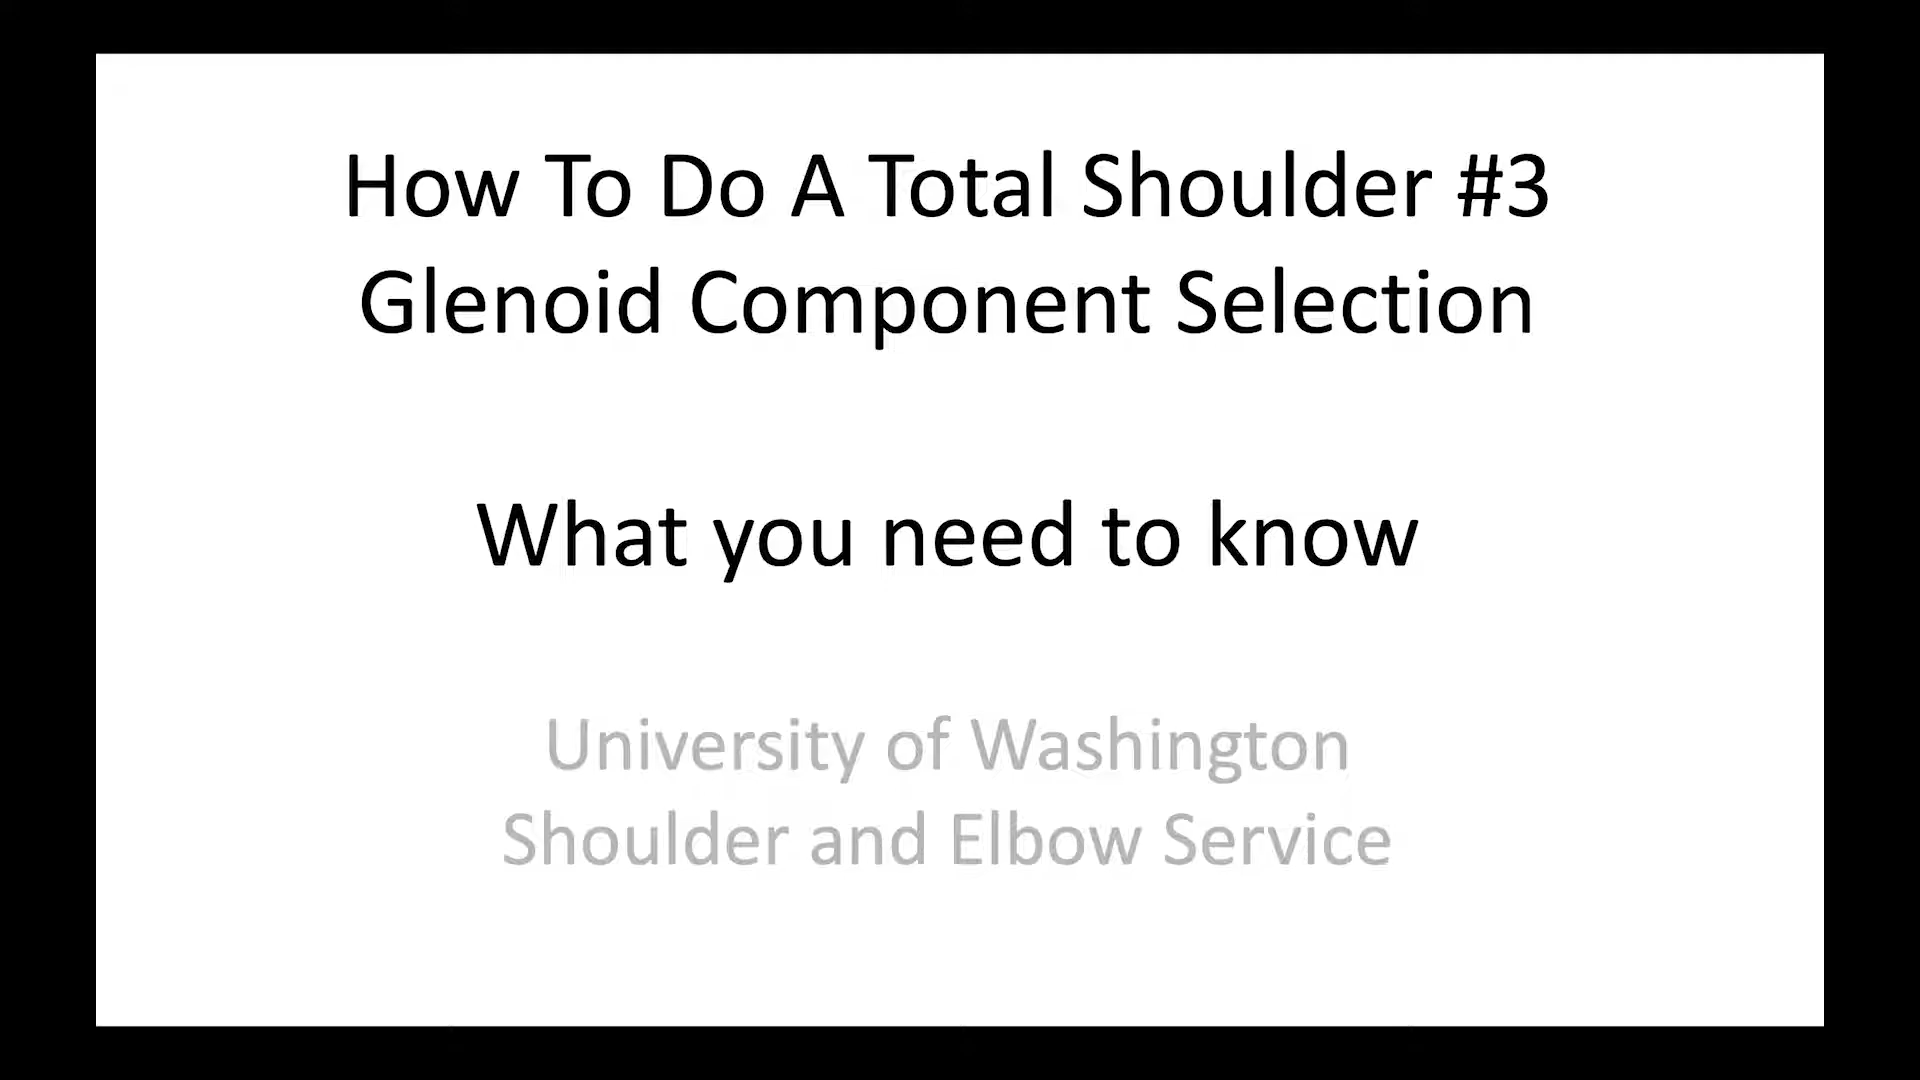 How To Do A Total Shoulder #3
Glenoid Component Selection
What you need to know
University of Washington
Shoulder and Elbow Service